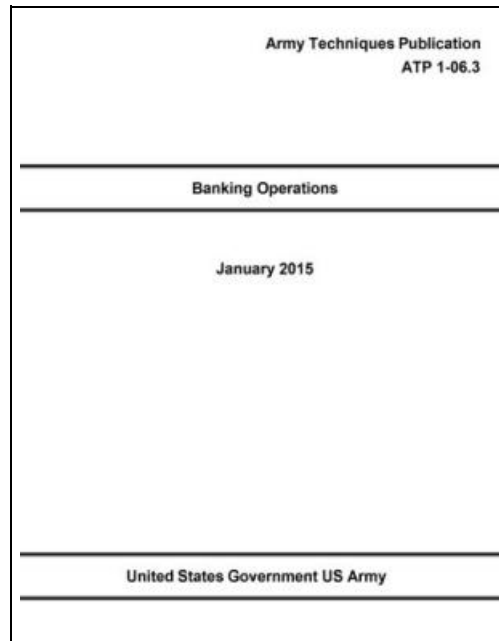 Army Techniques Publication
ATP 1-06.3
Banking Operations
January 2015
United States Government US Army